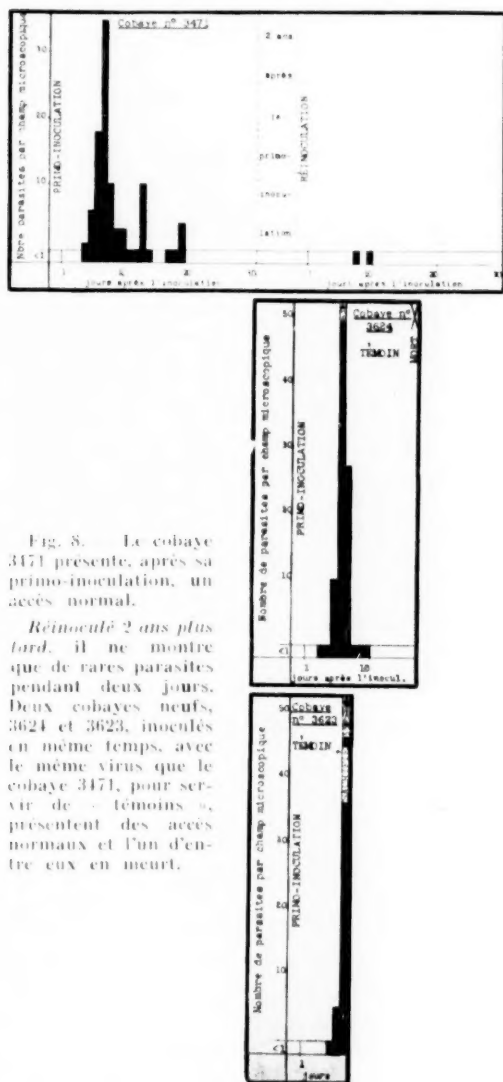 Cobaye n° 3471
Nbre parasites par champ microscopique
30
20
10
<1
PRIMO-INOCULATION
2 ans
après
la
primo-
inocu-
lation
RÉINOCULATION
jours après l'inoculation
jours après l'inoculation
Cobaye n°
3624
TÉMOIN
MORT
Nombre de parasites par champ microscopique
50
40
30
20
10
<1
PRIMO-INOCULATION
1 10
jours après l'inocul.
Fig. 8. Le cobaye
3471 présente, après sa
primo-inoculation, un
accès normal.
Réinoculé 2 ans plus
tard, il ne montre
que de rares parasites
pendant deux jours.
Deux cobayes neufs,
3624 et 3623, inoculés
en même temps, avec
le même virus que le
cobaye 3471, pour ser-
vir de « témoins »,
présentent des accès
normaux et l'un d'en-
tre eux en meurt.
Cobaye
n° 3623
TÉMOIN
Nombre de parasites par champ microscopique
50
40
30
20
10
<1
PRIMO-INOCULATION
1
jours